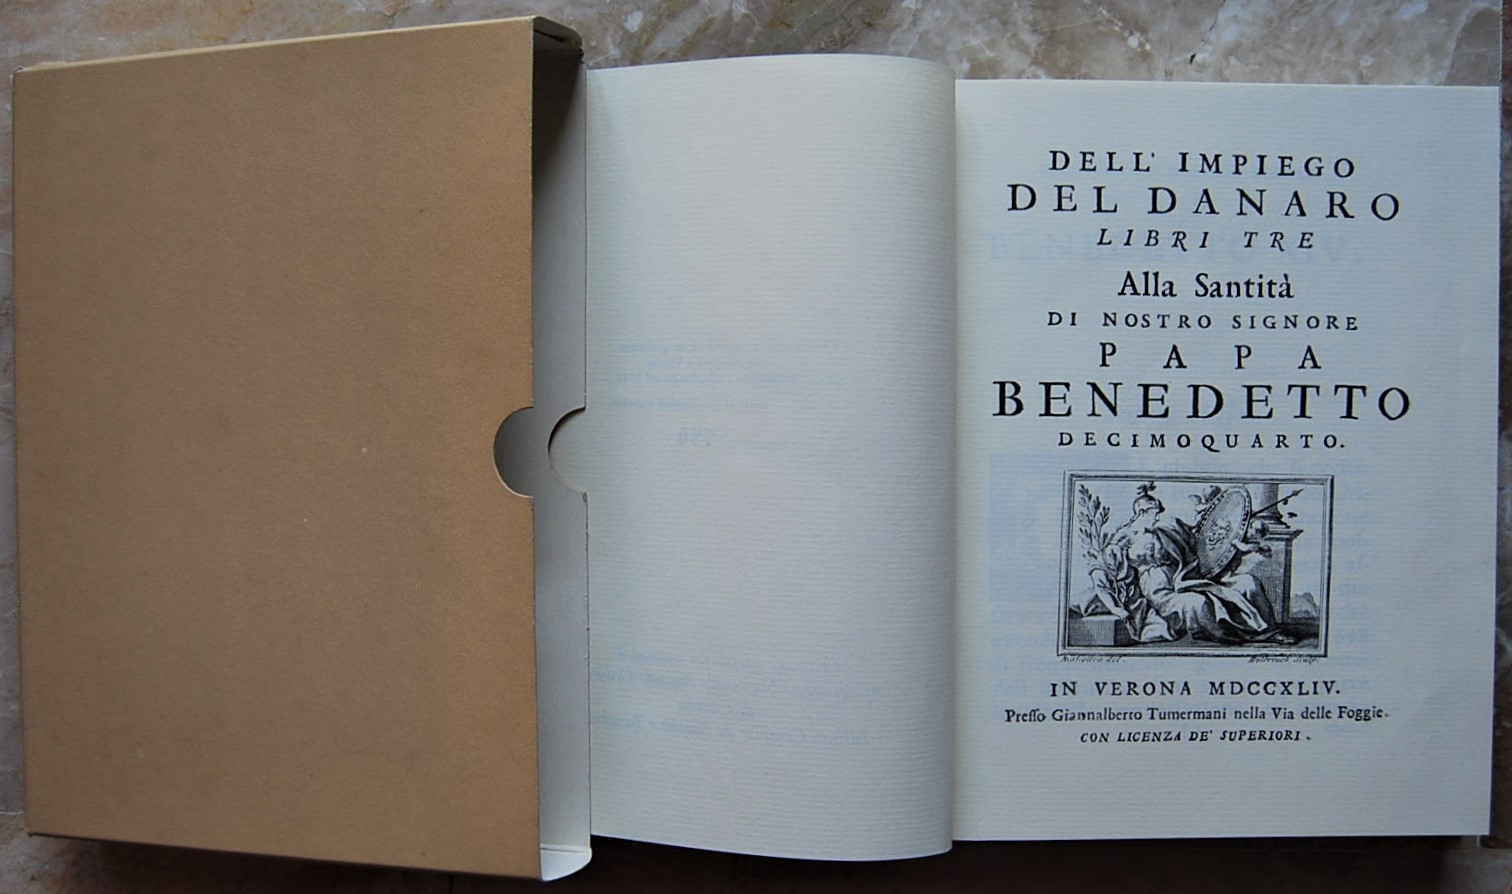 DELL' IMPIEGO
DEL DANARO
LIBRI TRE
Alla Santità
DI NOSTRO SIGNORE
PAPA
BENEDETTO
DECIMOQUARTO.
IN VERONA MDCCXLIV.
Preſſo Giannalberto Tumermani nella Via delle Foggie.
CON LICENZA DE' SUPERIORI.